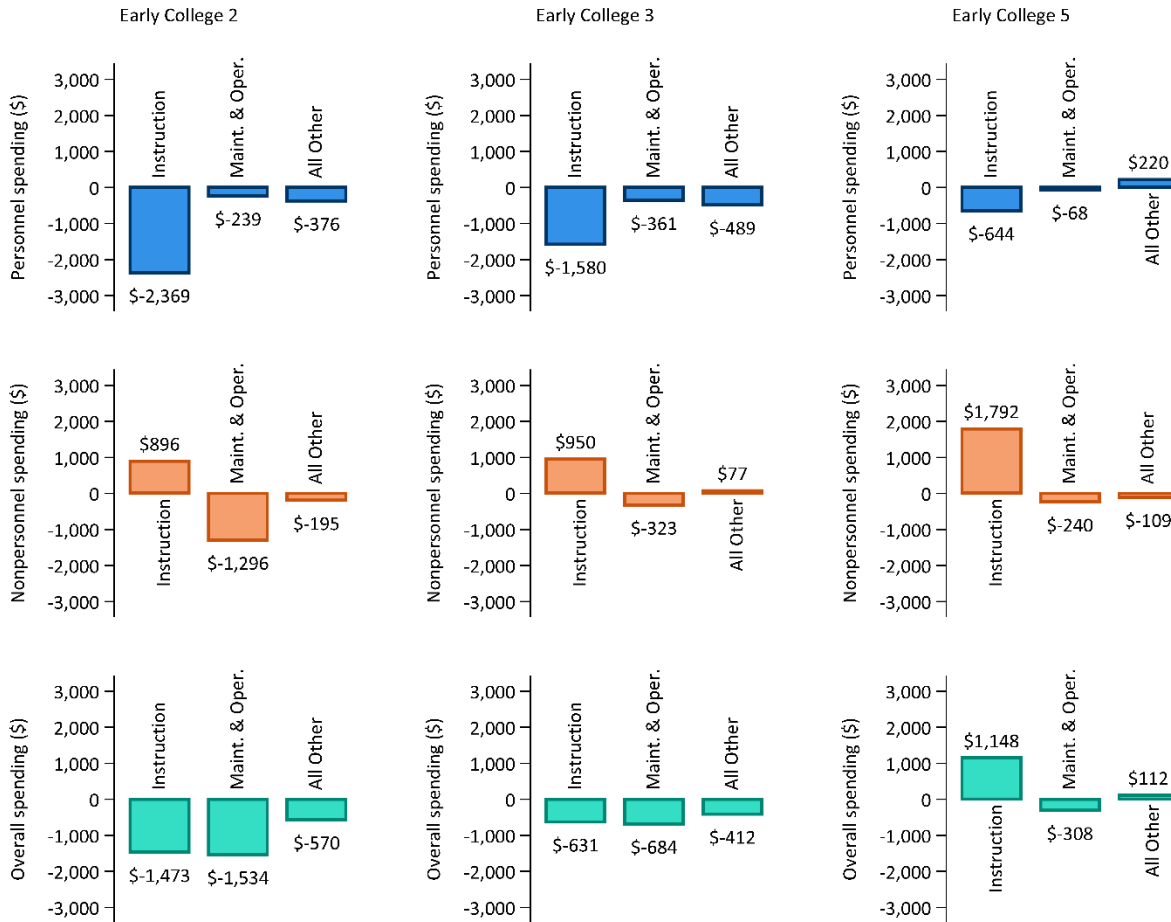 Early College 2
Early College 3
Early College 5
Personnel spending ($)
3,000
2,000
1,000
0
-1,000
-2,000
-3,000
Instruction
Maint. & Oper.
All Other
$-2,369
$-239
$-376
Personnel spending ($)
3,000
2,000
1,000
0
-1,000
-2,000
-3,000
Instruction
Maint. & Oper.
All Other
$-1,580
$-361
$-489
Personnel spending ($)
3,000
2,000
1,000
0
-1,000
-2,000
-3,000
Instruction
Maint. & Oper.
All Other
$-644
$-68
$220
Nonpersonnel spending ($)
3,000
2,000
1,000
0
-1,000
-2,000
-3,000
Instruction
Maint. & Oper.
All Other
$896
$-1,296
$-195
Nonpersonnel spending ($)
3,000
2,000
1,000
0
-1,000
-2,000
-3,000
Instruction
Maint. & Oper.
All Other
$950
$-323
$77
Nonpersonnel spending ($)
3,000
2,000
1,000
0
-1,000
-2,000
-3,000
Instruction
Maint. & Oper.
All Other
$1,792
$-240
$-109
Overall spending ($)
3,000
2,000
1,000
0
-1,000
-2,000
-3,000
Instruction
Maint. & Oper.
All Other
$-1,473
$-1,534
$-570
Overall spending ($)
3,000
2,000
1,000
0
-1,000
-2,000
-3,000
Instruction
Maint. & Oper.
All Other
$-631
$-684
$-412
Overall spending ($)
3,000
2,000
1,000
0
-1,000
-2,000
-3,000
Instruction
Maint. & Oper.
All Other
$1,148
$-308
$112